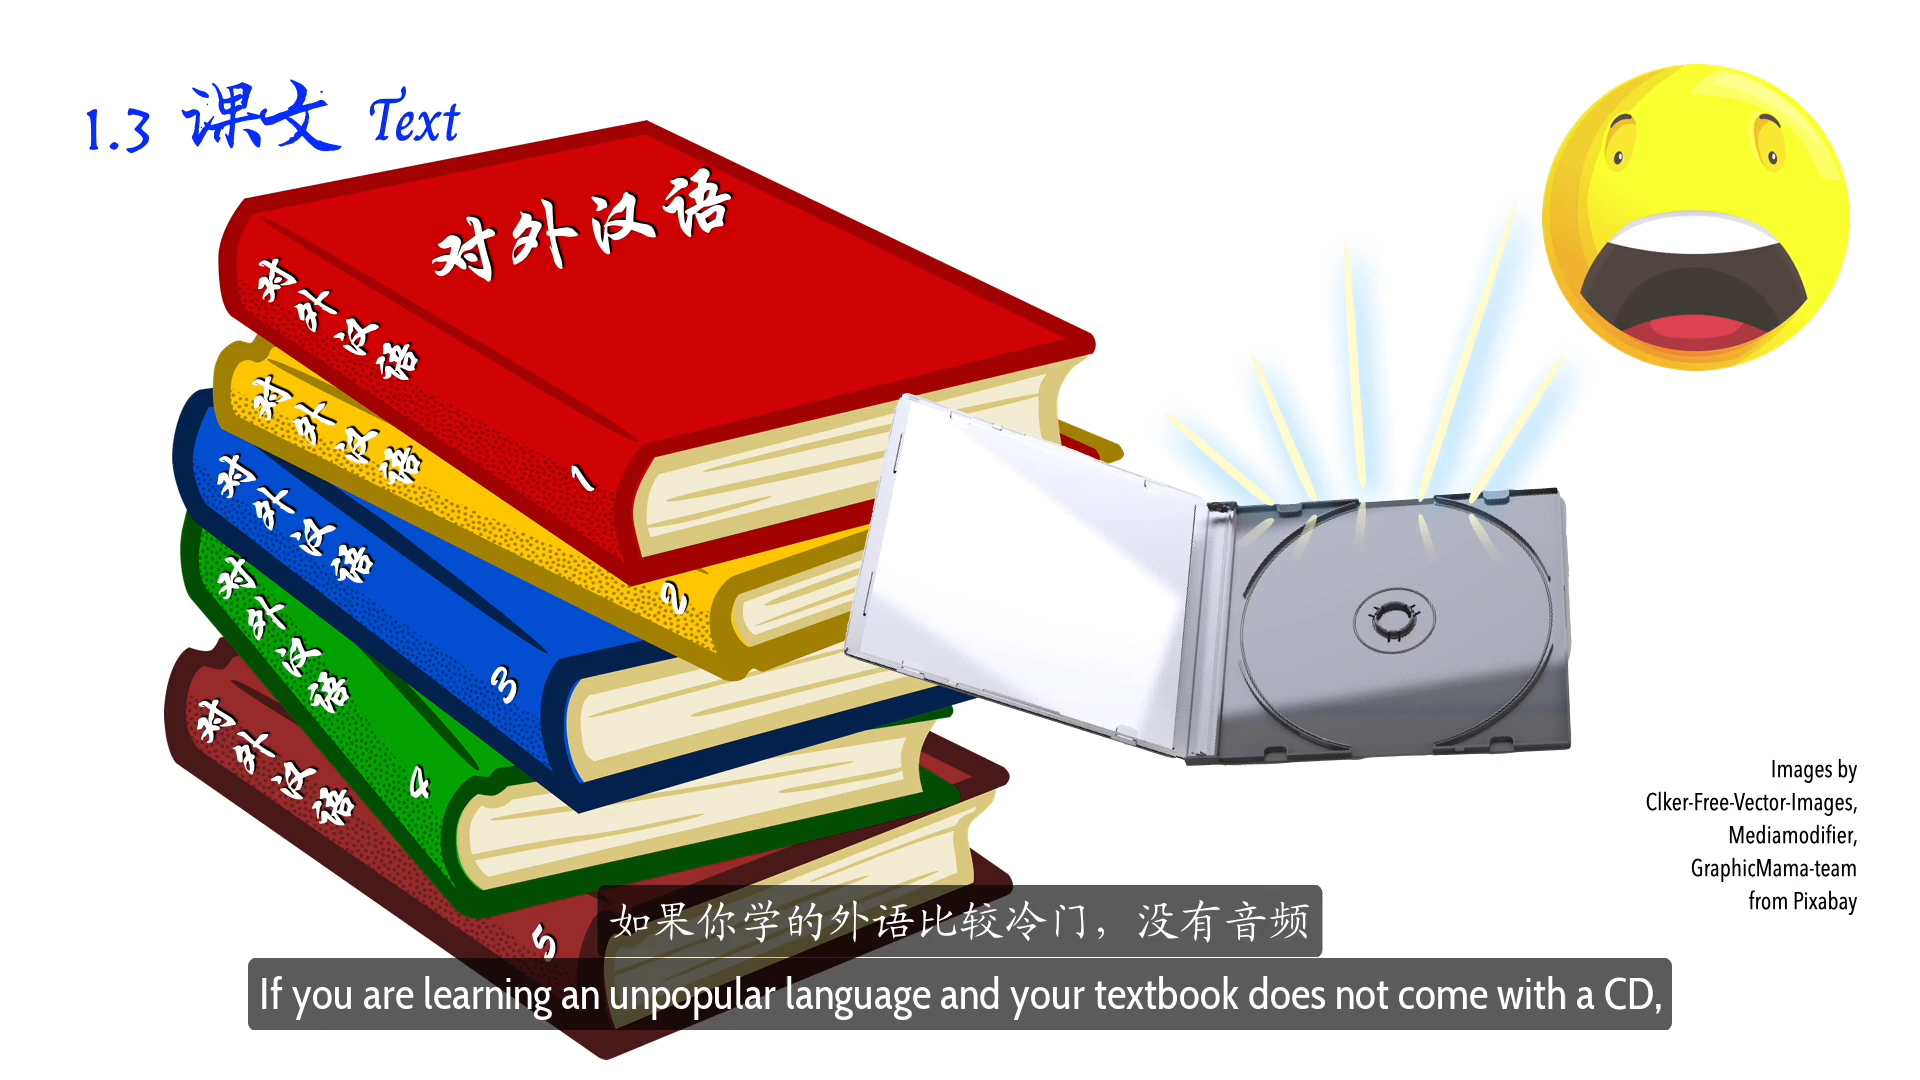 1.3 课文 Text
对外汉语
对外汉语 1
对外汉语 2
对外汉语 3
对外汉语 4
对外汉语 5
Images by
Clker-Free-Vector-Images,
Mediamodifier,
GraphicMama-team
from Pixabay
如果你学的外语比较冷门，没有音频
If you are learning an unpopular language and your textbook does not come with a CD,